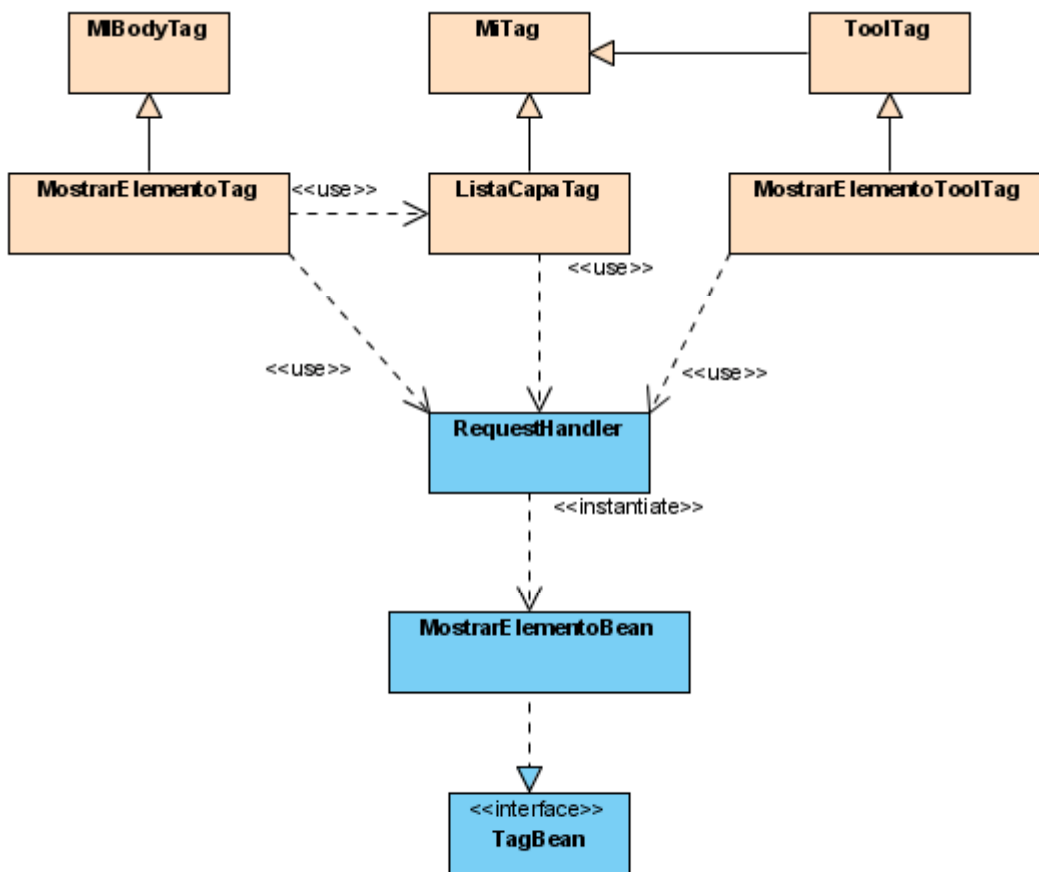 MIBodyTag
MiTag
ToolTag
MostrarElementoTag
<<use>>
ListaCapaTag
MostrarElementoToolTag
<<use>>
<<use>>
<<use>>
RequestHandler
<<instantiate>>
MostrarElementoBean
<<interface>>
TagBean